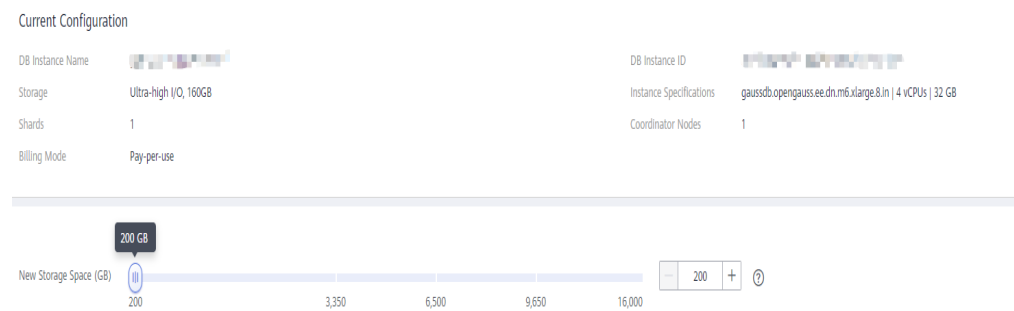 Current Configuration
DB Instance Name
DB Instance ID
Storage Ultra-high I/O, 160GB
Instance Specifications gaussdb.opengauss.ee.dn.m6.xlarge.8.in | 4 vCPUs | 32 GB
Shards 1
Coordinator Nodes 1
Billing Mode Pay-per-use
200 GB
New Storage Space (GB)
200
200 3,350 6,500 9,650 16,000